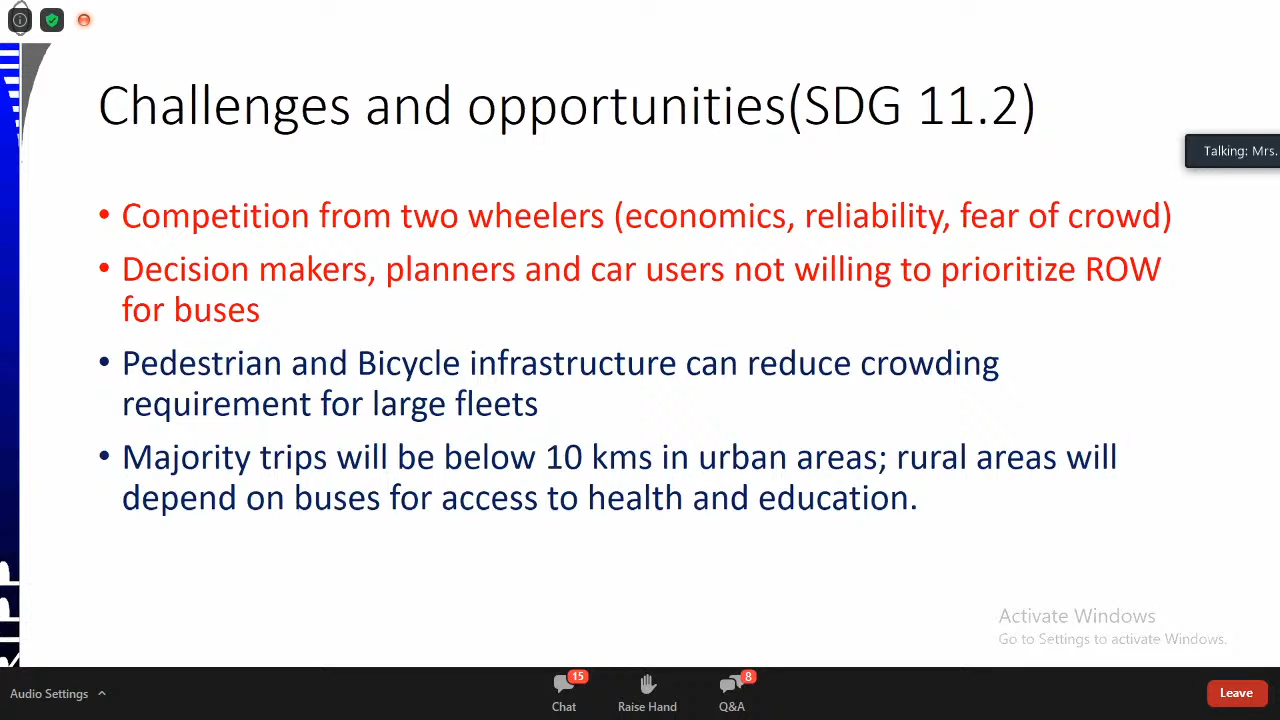 Challenges and opportunities(SDG 11.2)
Talking: Mrs.
• Competition from two wheelers (economics, reliability, fear of crowd)
• Decision makers, planners and car users not willing to prioritize ROW
for buses
• Pedestrian and Bicycle infrastructure can reduce crowding
requirement for large fleets
• Majority trips will be below 10 kms in urban areas; rural areas will
depend on buses for access to health and education.
Activate Windows
Go to Settings to activate Windows.
Audio Settings
15
Chat
Raise Hand
8
Q&A
Leave